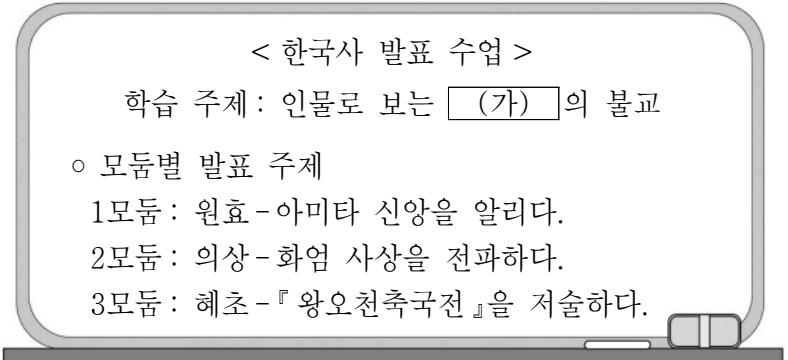 < 한국사 발표 수업 >
학습 주제 : 인물로 보는 (가) 의 불교
○ 모둠별 발표 주제
1모둠 : 원효 - 아미타 신앙을 알리다.
2모둠 : 의상 - 화엄 사상을 전파하다.
3모둠 : 혜초 - 『왕오천축국전』을 저술하다.